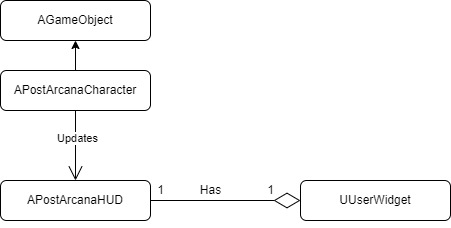 AGameObject
APostArcanaCharacter
Updates
APostArcanaHUD
1 Has 1
UUserWidget